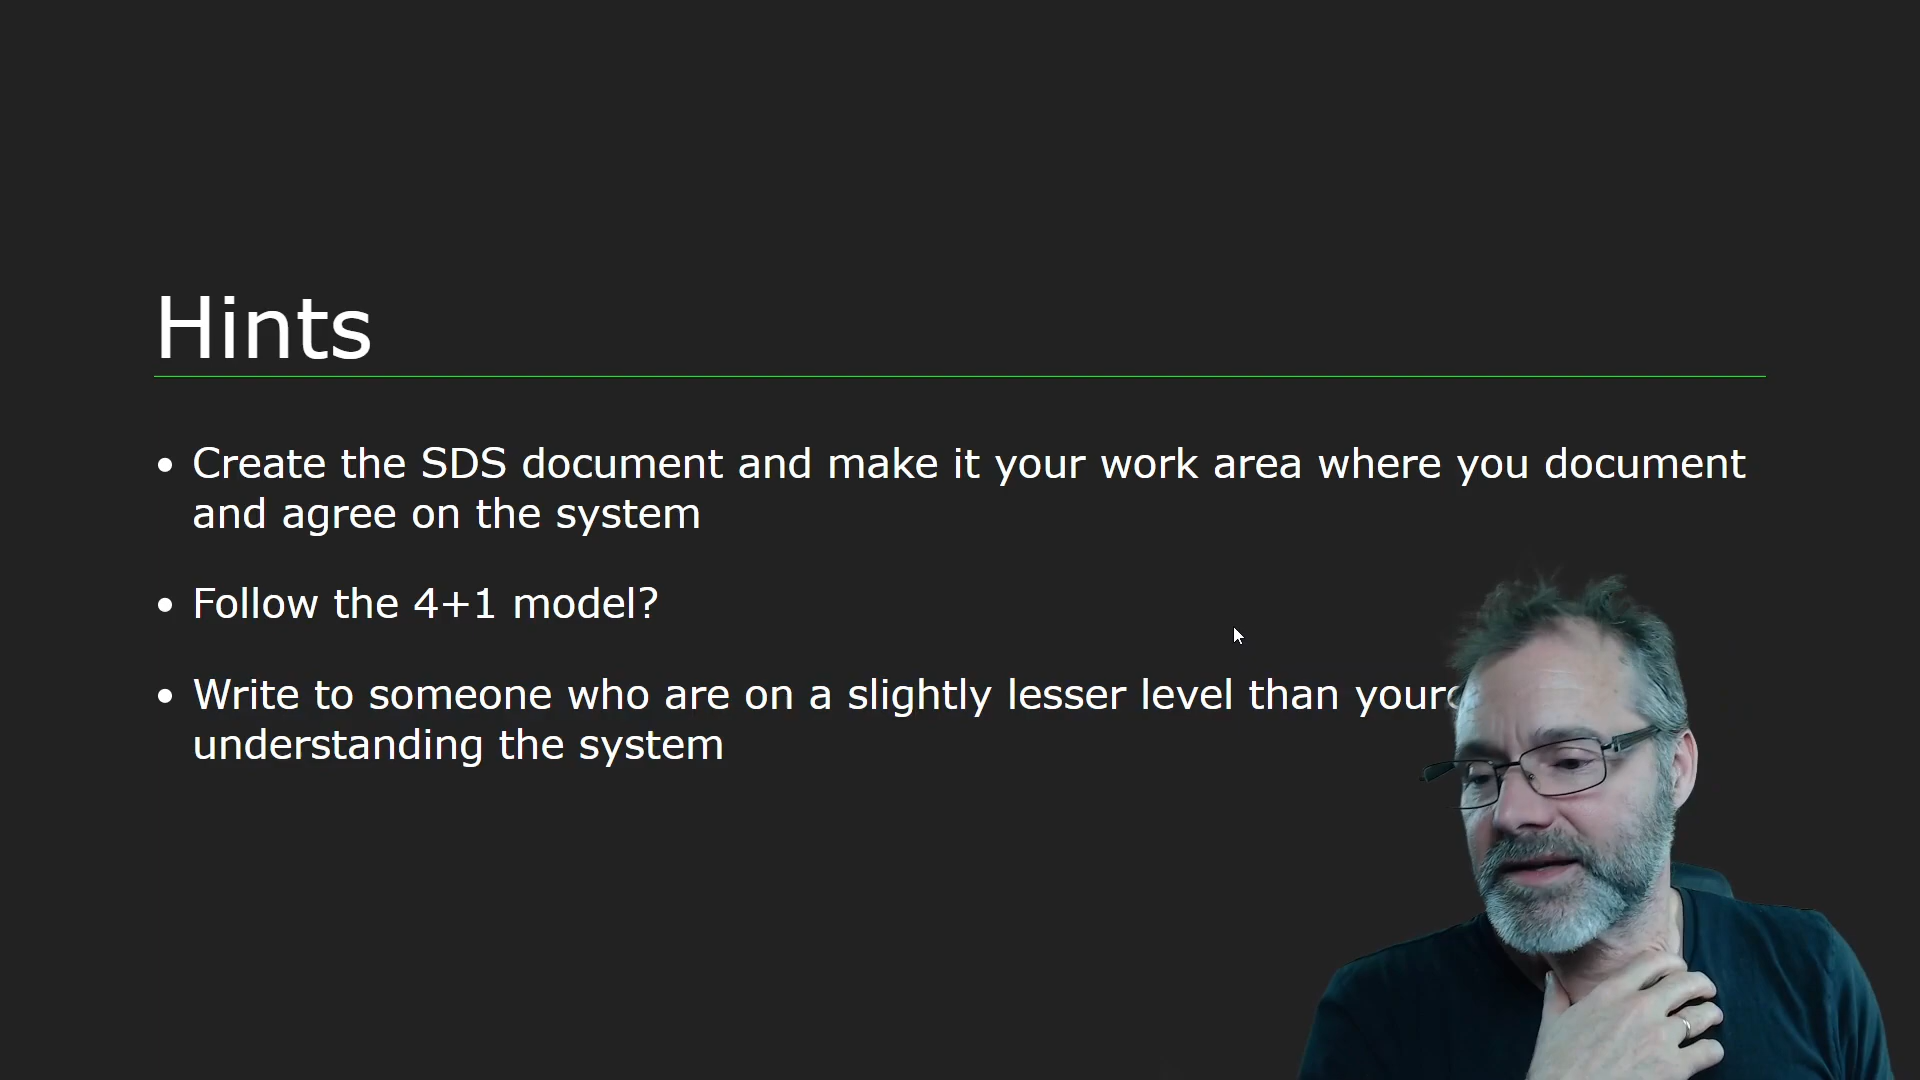 Hints
Create the SDS document and make it your work area where you document
and agree on the system
Follow the 4+1 model?
Write to someone who are on a slightly lesser level than
understanding the system